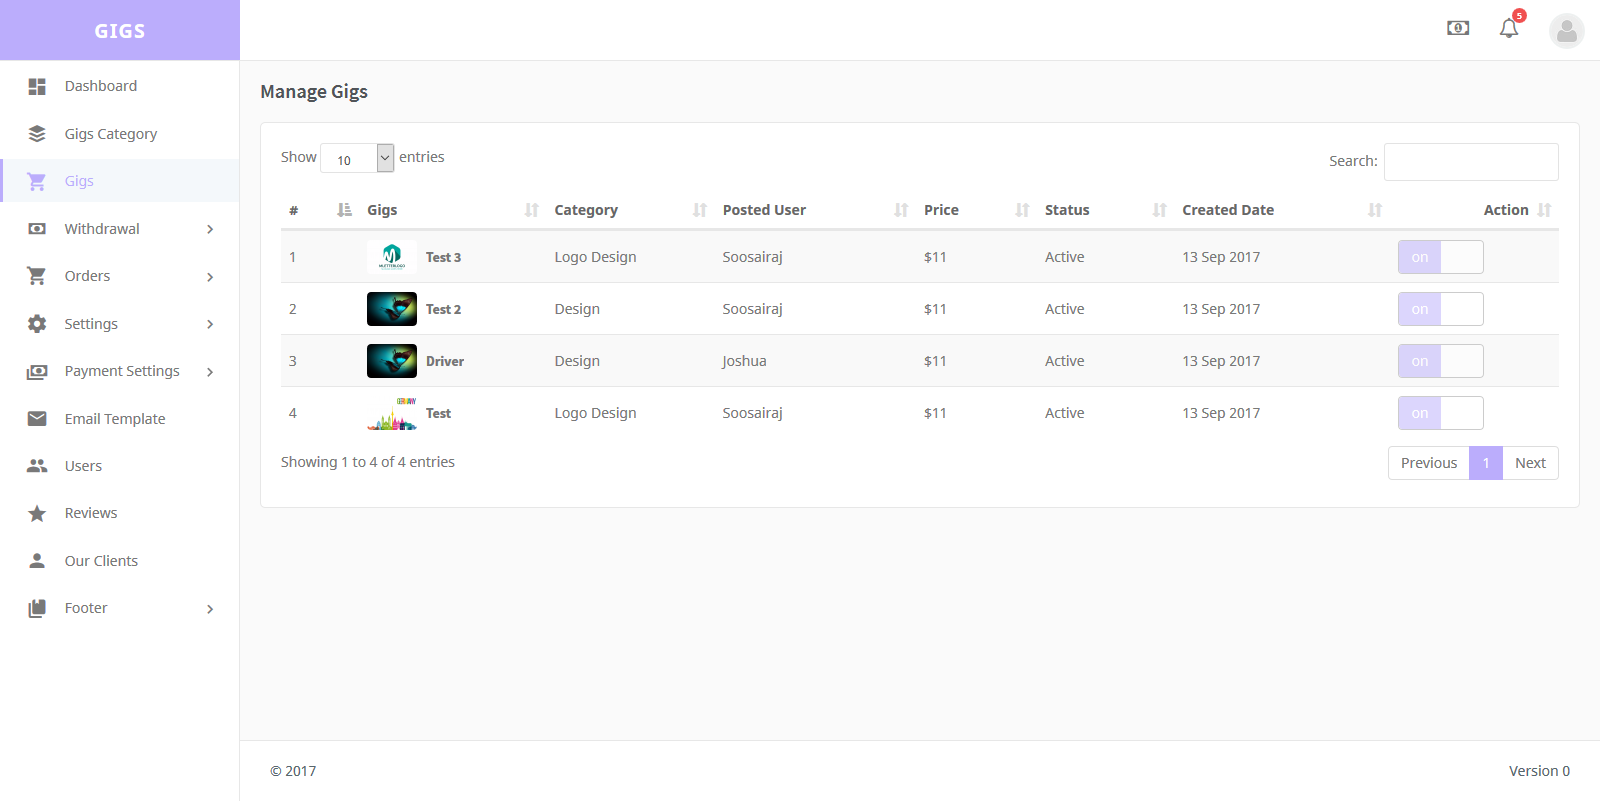 GIGS
5
Dashboard
Gigs Category
Gigs
Withdrawal
Orders
Settings
Payment Settings
Email Template
Users
Reviews
Our Clients
Footer
Manage Gigs
Show 10 entries
Search:
# Gigs Category Posted User Price Status Created Date Action
1 Test 3 Logo Design Soosairaj $11 Active 13 Sep 2017 on
2 Test 2 Design Soosairaj $11 Active 13 Sep 2017 on
3 Driver Design Joshua $11 Active 13 Sep 2017 on
4 Test Logo Design Soosairaj $11 Active 13 Sep 2017 on
Showing 1 to 4 of 4 entries
Previous 1 Next
© 2017
Version 0